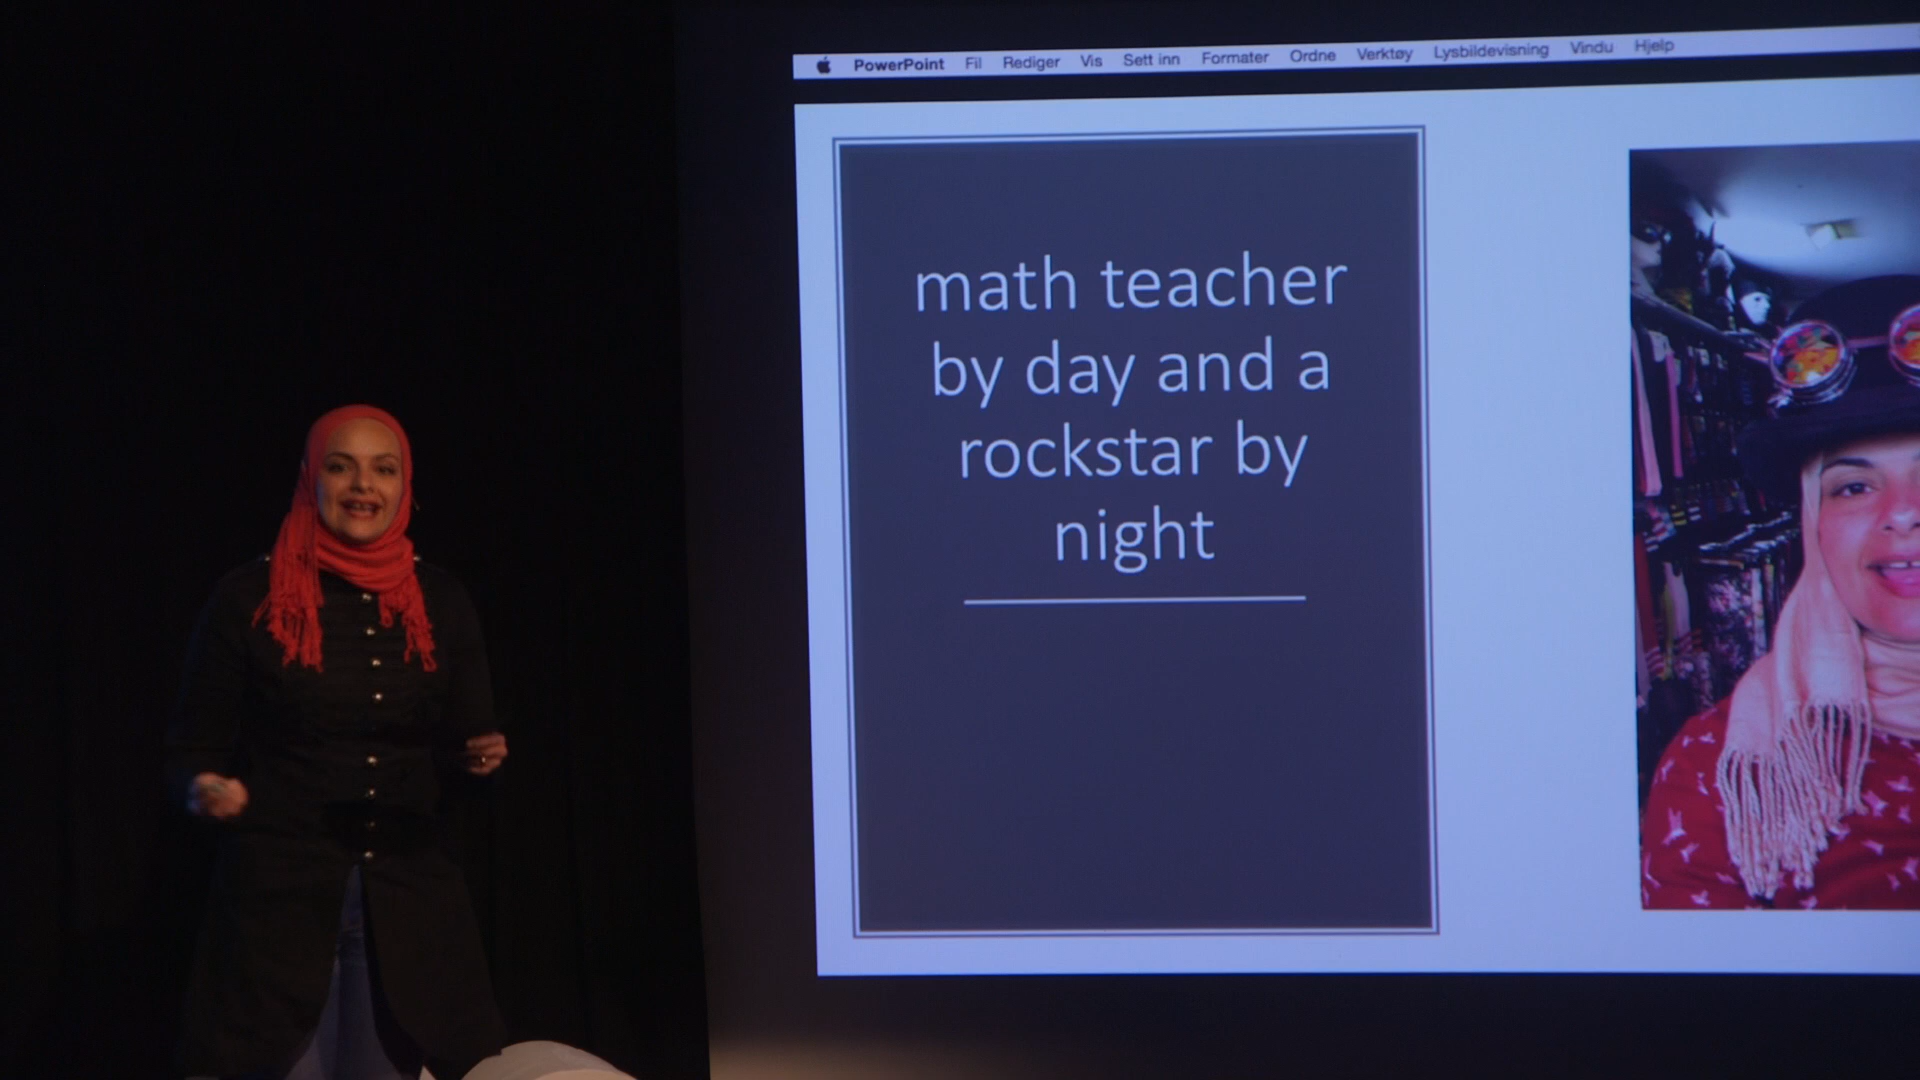 PowerPoint Fil Rediger Vis Sett inn Formater Ordne Verktøy Lysbildevisning Vindu Hjelp
math teacher
by day and a
rockstar by
night